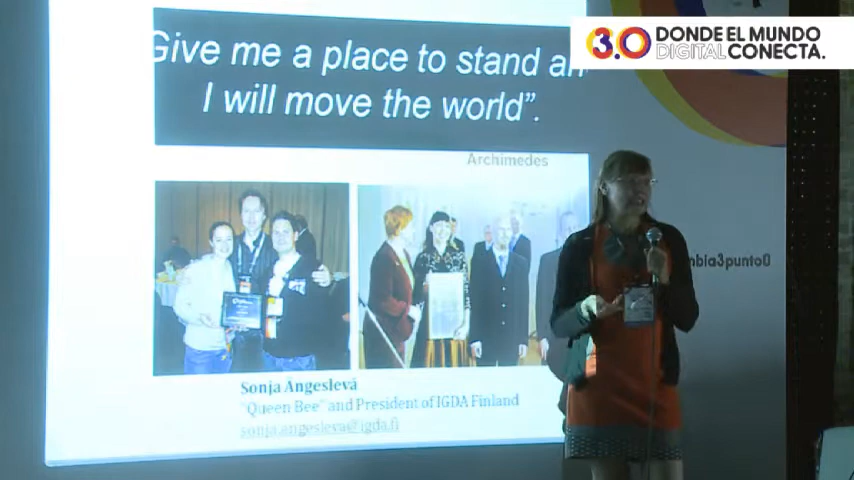 3.0 DONDE EL MUNDO
DIGITAL CONECTA.
Give me a place to stand an
I will move the world”.
Archimedes
mbia3punto0
Sonja Ängeslevä
"Queen Bee" and President of IGDA Finland
sonja.angesleva@igda.fi